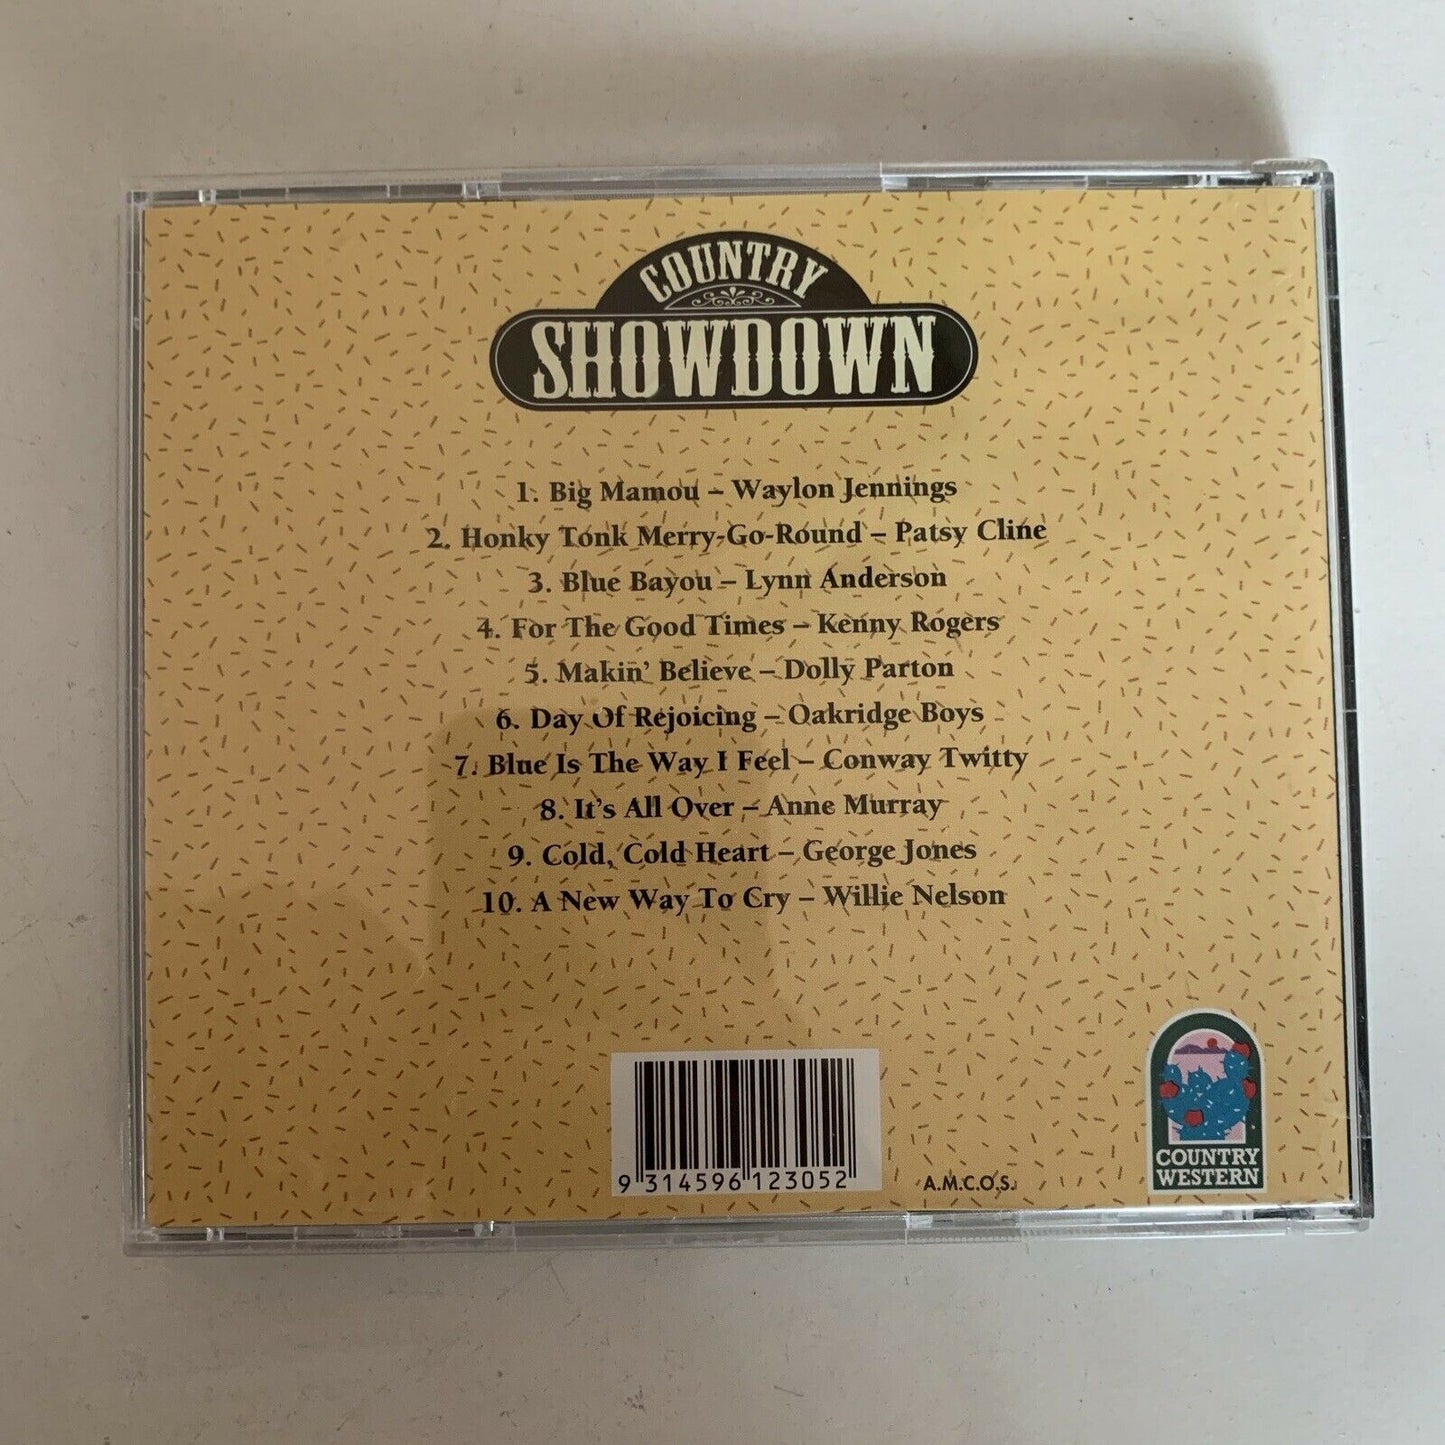 COUNTRY
SHOWDOWN
1. Big Mamou – Waylon Jennings
2. Honky Tonk Merry-Go-Round – Patsy Cline
3. Blue Bayou – Lynn Anderson
4. For The Good Times – Kenny Rogers
5. Makin' Believe – Dolly Parton
6. Day Of Rejoicing – Oakridge Boys
7. Blue Is The Way I Feel – Conway Twitty
8. It's All Over – Anne Murray
9. Cold, Cold Heart – George Jones
10. A New Way To Cry – Willie Nelson
9 314596 123052
A.M.C.O.S.
COUNTRY
WESTERN